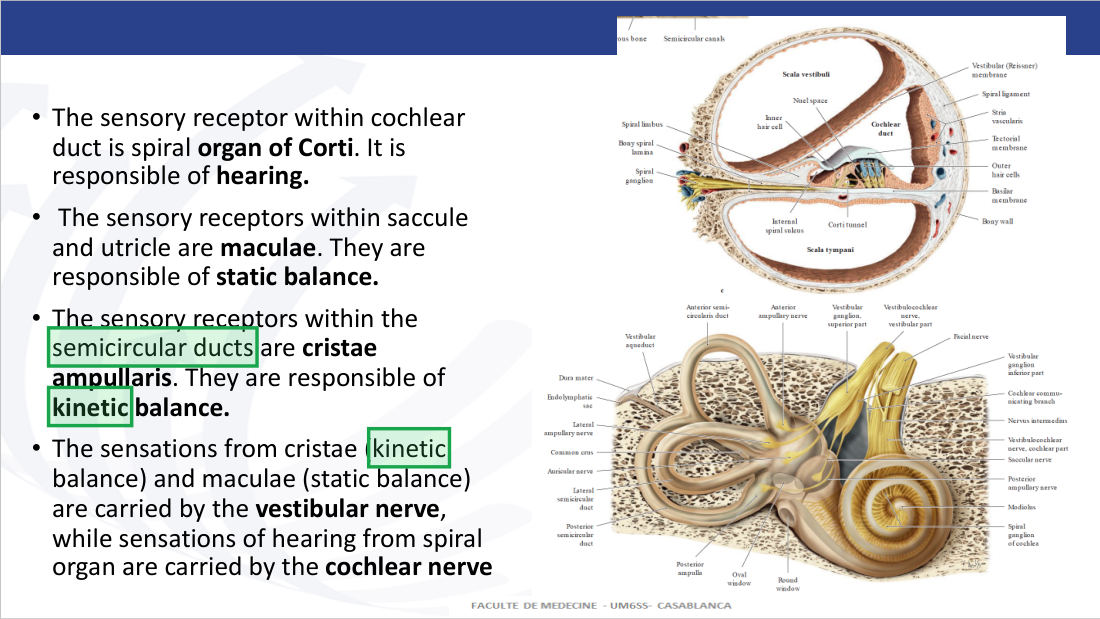 • The sensory receptor within cochlear
duct is spiral organ of Corti. It is
responsible of hearing.
• The sensory receptors within saccule
and utricle are maculae. They are
responsible of static balance.
• The sensory receptors within the
semicircular ducts are cristae
ampullaris. They are responsible of
kinetic balance.
• The sensations from cristae (kinetic
balance) and maculae (static balance)
are carried by the vestibular nerve,
while sensations of hearing from spiral
organ are carried by the cochlear nerve
ous bone
Semicircular canals
Scala vestibuli
Nuel space
Inner
hair cell
Cochlear
duct
Spiral limbus
Bony spiral
lamina
Spiral
ganglion
Vestibular (Reissner)
membrane
Spiral ligament
Stria
vascularis
Tectorial
membrane
Outer
hair cells
Basilar
membrane
Bony wall
Internal
spiral sulcus
Corti tunnel
Scala tympani
c
Anterior semi-
circularis duct
Anterior
ampullary nerve
Vestibular
ganglion,
superior part
Vestibulocochlear
nerve,
vestibular part
Facial nerve
Vestibular
aqueduct
Dura mater
Endolymphatic
sac
Lateral
ampullary nerve
Common crus
Auricular nerve
Lateral
semicircular
duct
Posterior
semicircular
duct
Vestibular
ganglion
inferior part
Cochlear commu-
nicating branch
Nervus intermedius
Vestibulocochlear
nerve, cochlear part
Saccular nerve
Posterior
ampullary nerve
Modiolus
Spiral
ganglion
of cochlea
Posterior
ampulla
Oval
window
Round
window
FACULTE DE MEDECINE - UM6SS- CASABLANCA